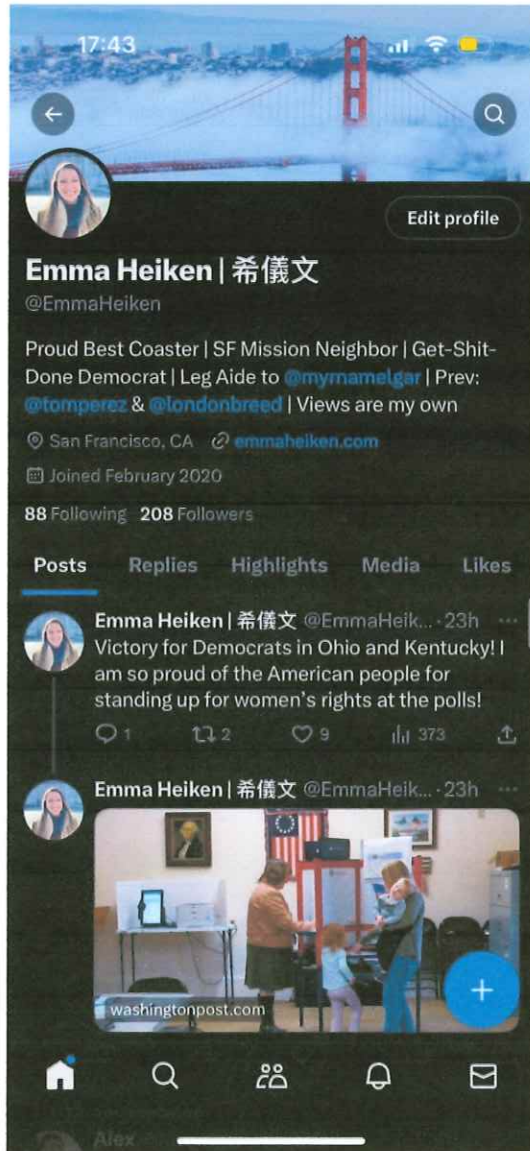 17:43
Edit profile
Emma Heiken | 希儀文
@EmmaHeiken
Proud Best Coaster | SF Mission Neighbor | Get-Shit-
Done Democrat | Leg Aide to @myrnamelgar | Prev:
@tomperez & @londonbreed | Views are my own
San Francisco, CA emmaheiken.com
Joined February 2020
88 Following 208 Followers
Posts Replies Highlights Media Likes
Emma Heiken | 希儀文 @EmmaHeik... · 23h
Victory for Democrats in Ohio and Kentucky! I
am so proud of the American people for
standing up for women's rights at the polls!
1 2 9 373
Emma Heiken | 希儀文 @EmmaHeik... · 23h
washingtonpost.com
Alex